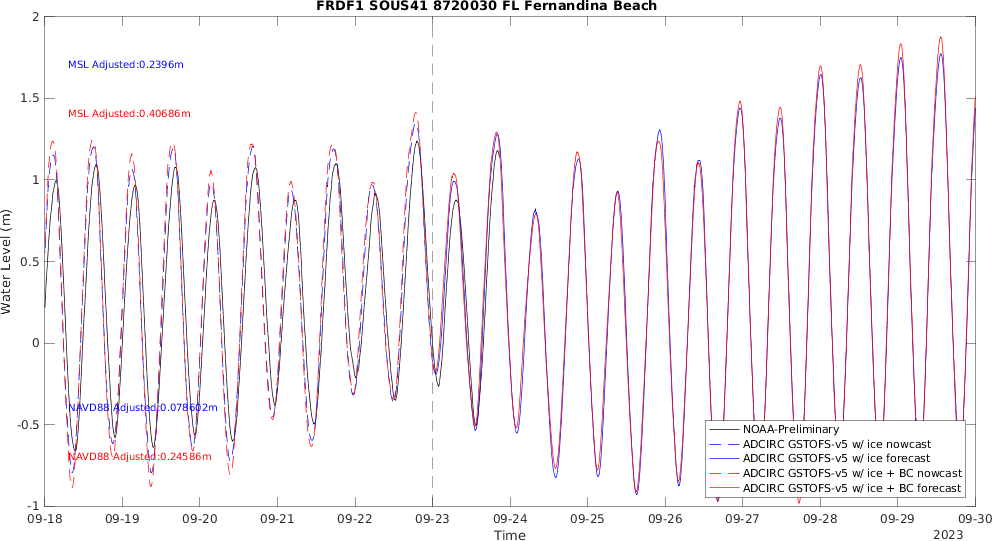 FRDF1 SOUS41 8720030 FL Fernandina Beach
2
1.5
1
0.5
0
-0.5
-1
Water Level (m)
MSL Adjusted:0.2396m
MSL Adjusted:0.40686m
NAVD88 Adjusted:0.078602m
NAVD88 Adjusted:0.24586m
NOAA-Preliminary
ADCIRC GSTOFS-v5 w/ ice nowcast
ADCIRC GSTOFS-v5 w/ ice forecast
ADCIRC GSTOFS-v5 w/ ice + BC nowcast
ADCIRC GSTOFS-v5 w/ ice + BC forecast
09-18 09-19 09-20 09-21 09-22 09-23 09-24 09-25 09-26 09-27 09-28 09-29 09-30
Time
2023